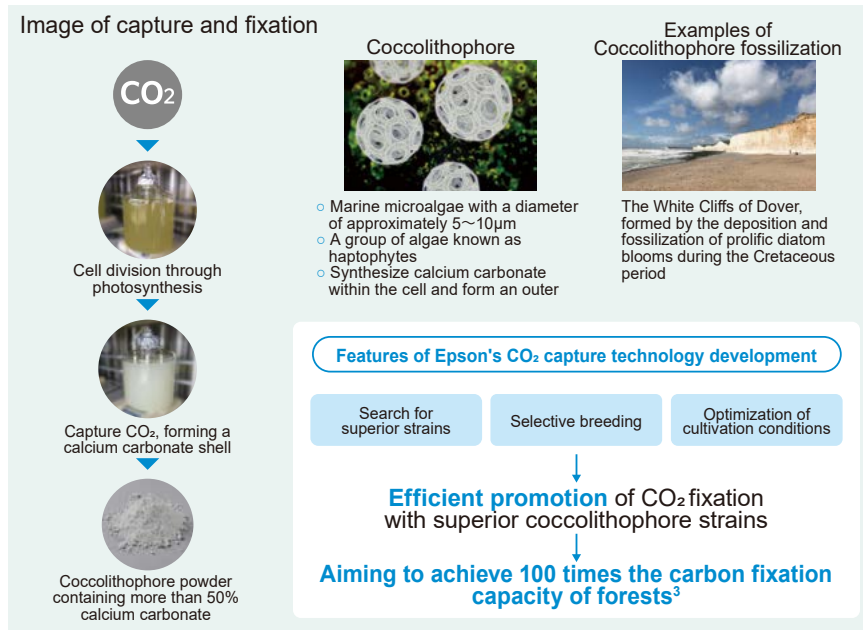 Image of capture and fixation
CO₂
Cell division through
photosynthesis
Capture CO₂, forming a
calcium carbonate shell
Coccolithophore powder
containing more than 50%
calcium carbonate
Coccolithophore
○ Marine microalgae with a diameter
of approximately 5～10μm
○ A group of algae known as
haptophytes
○ Synthesize calcium carbonate
within the cell and form an outer
Examples of
Coccolithophore fossilization
The White Cliffs of Dover,
formed by the deposition and
fossilization of prolific diatom
blooms during the Cretaceous
period
Features of Epson's CO₂ capture technology development
Search for
superior strains
Selective breeding
Optimization of
cultivation conditions
Efficient promotion of CO₂ fixation
with superior coccolithophore strains
Aiming to achieve 100 times the carbon fixation
capacity of forests³